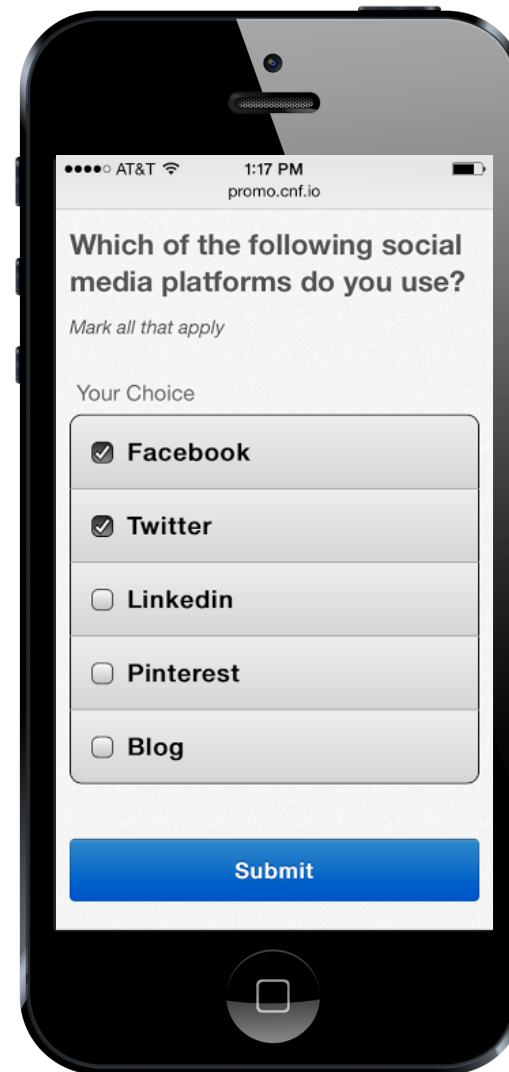 AT&T 1:17 PM
promo.cnf.io
Which of the following social
media platforms do you use?
Mark all that apply
Your Choice
Facebook
Twitter
Linkedin
Pinterest
Blog
Submit